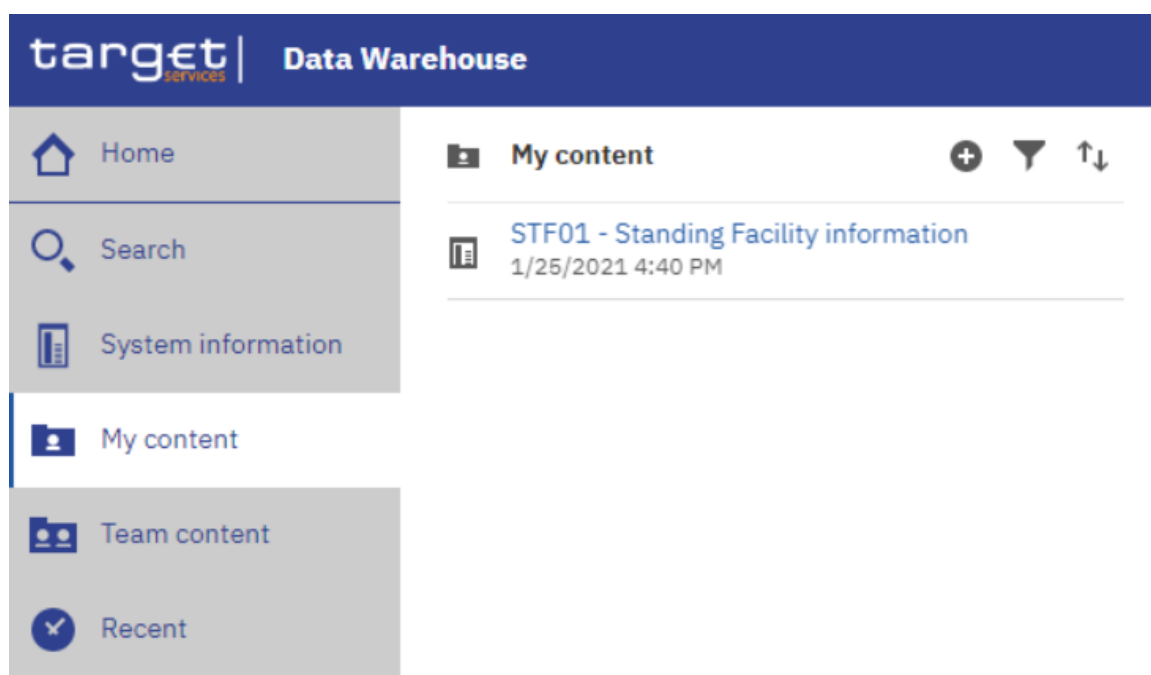 target| Data Warehouse
services
Home
Search
System information
My content
Team content
Recent
My content
STF01 - Standing Facility information
1/25/2021 4:40 PM